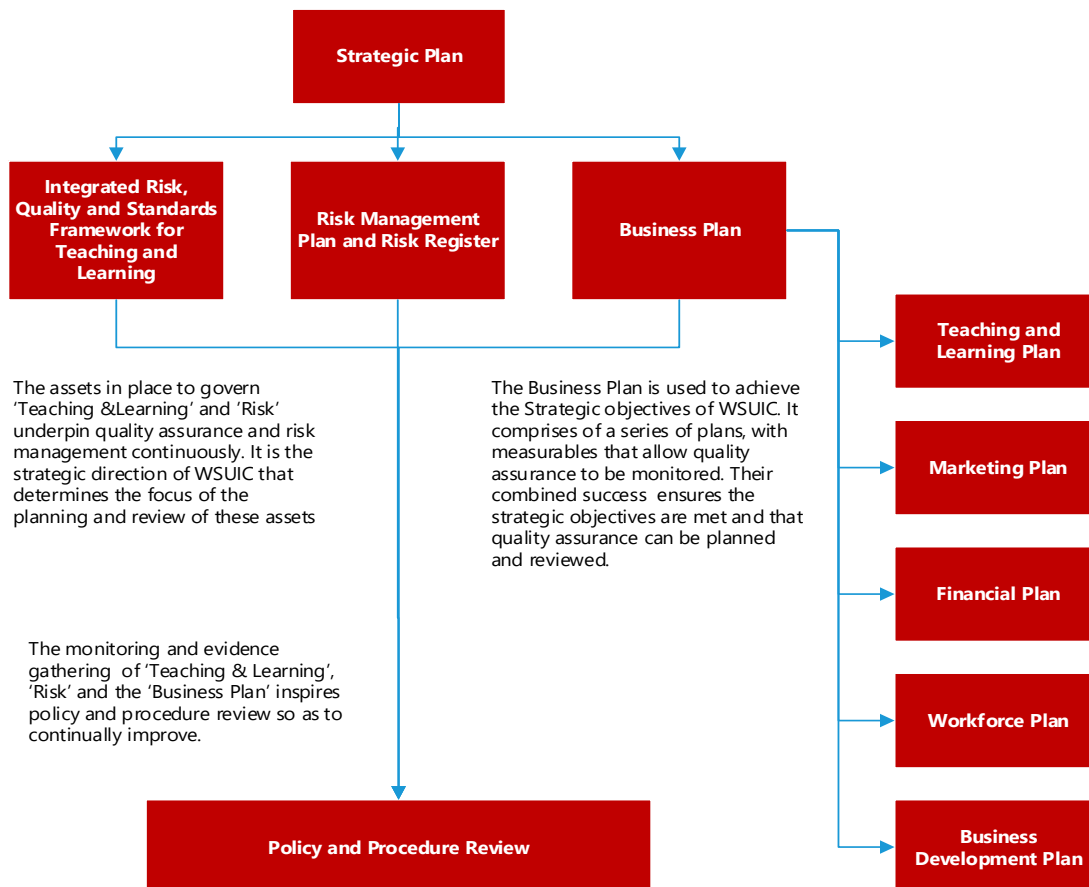 Strategic Plan
Integrated Risk,
Quality and Standards
Framework for
Teaching and
Learning
Risk Management
Plan and Risk Register
Business Plan
Teaching and
Learning Plan
Marketing Plan
Financial Plan
Workforce Plan
Business
Development Plan
The assets in place to govern
‘Teaching &Learning’ and ‘Risk’
underpin quality assurance and risk
management continuously. It is the
strategic direction of WSUIC that
determines the focus of the
planning and review of these assets
The Business Plan is used to achieve
the Strategic objectives of WSUIC. It
comprises of a series of plans, with
measurables that allow quality
assurance to be monitored. Their
combined success  ensures the
strategic objectives are met and that
quality assurance can be planned
and reviewed.
The monitoring and evidence
gathering  of ‘Teaching & Learning’,
‘Risk’ and the ‘Business Plan’ inspires
policy and procedure review so as to
continually improve.
Policy and Procedure Review